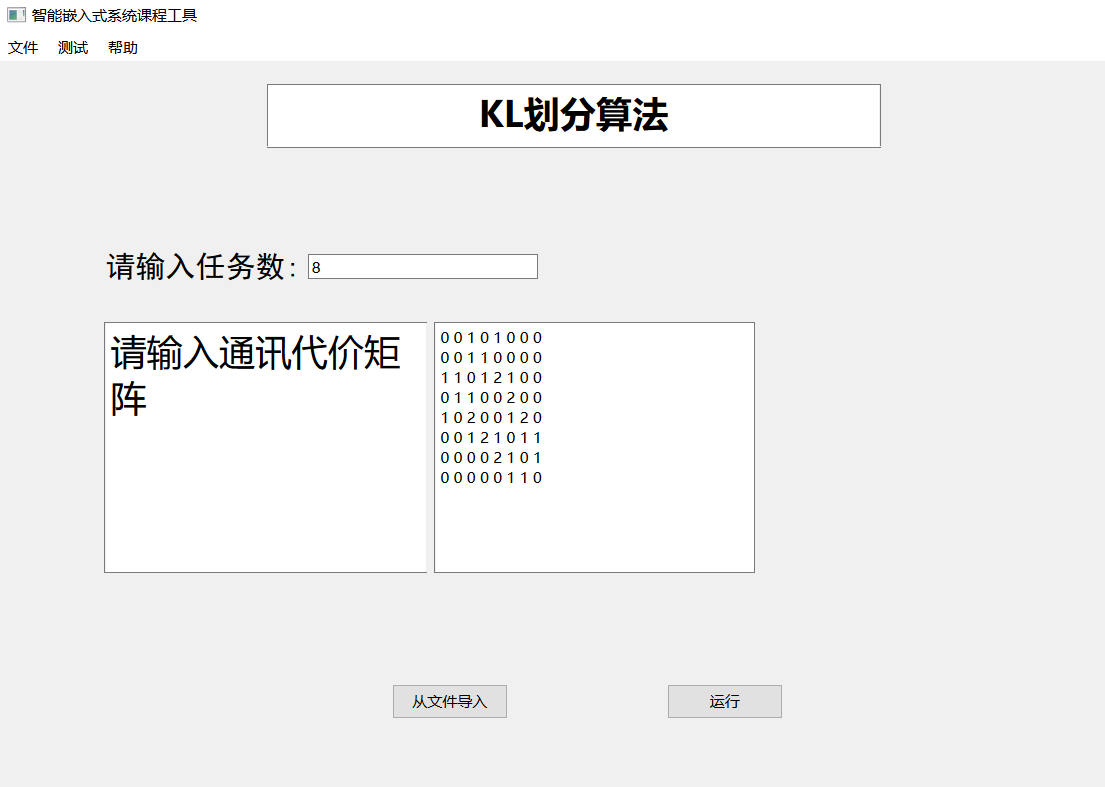 智能嵌入式系统课程工具
文件 测试 帮助
KL划分算法
请输入任务数： 8
请输入通讯代价矩
阵
0 0 1 0 1 0 0 0
0 0 1 1 0 0 0 0
1 1 0 1 2 1 0 0
0 1 1 0 0 2 0 0
1 0 2 0 0 1 2 0
0 0 1 2 1 0 1 1
0 0 0 0 2 1 0 1
0 0 0 0 0 1 1 0
从文件导入 运行